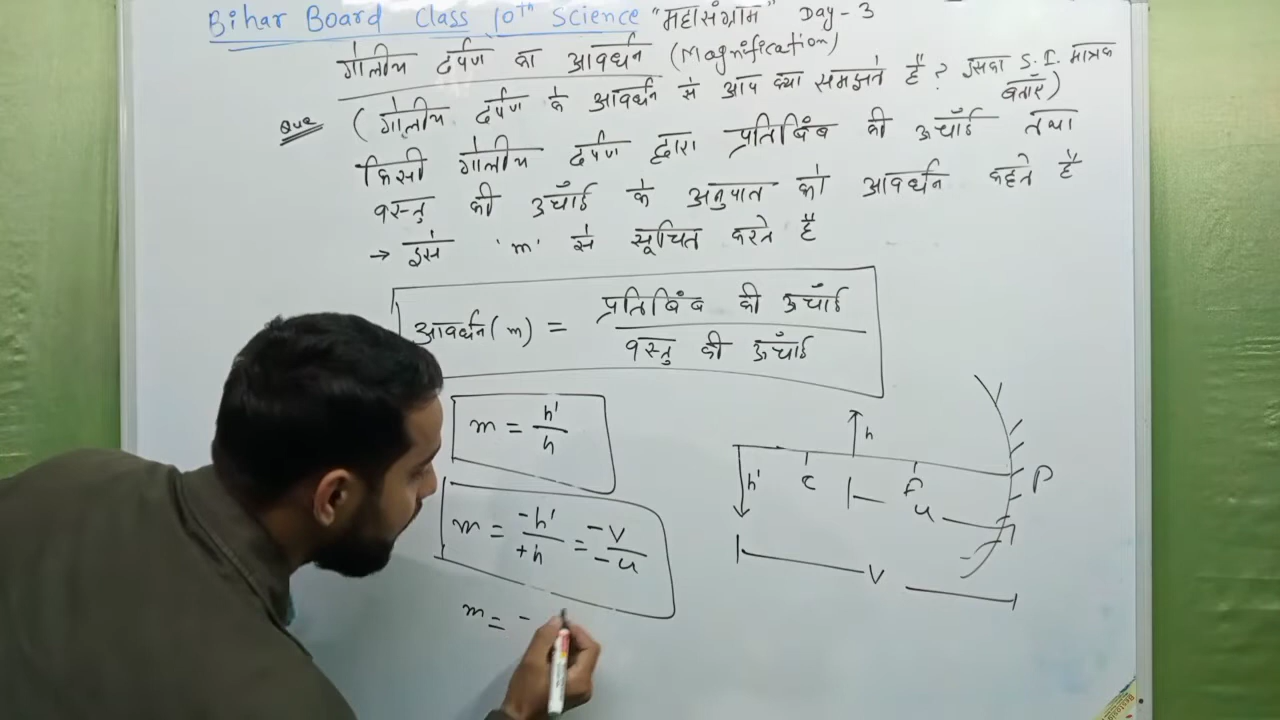 Bihar Board Class 10th Science "महासंग्राम" Day - 3
गोलीय दर्पण का आवर्धन (Magnification)
Que (गोलीय दर्पण के आवर्धन से आप क्या समझते हैं? इसका S.I. मात्रक बताएँ)
किसी गोलीय दर्पण द्वारा प्रतिबिंब की ऊँचाई तथा
वस्तु की ऊँचाई के अनुपात को आवर्धन कहते हैं
→ इसे 'm' से सूचित करते हैं
आवर्धन (m) = प्रतिबिंब की ऊँचाई / वस्तु की ऊँचाई
m = h' / h
m = -h' / +h = -v / -u
m = -
h
h' C F P
u
v